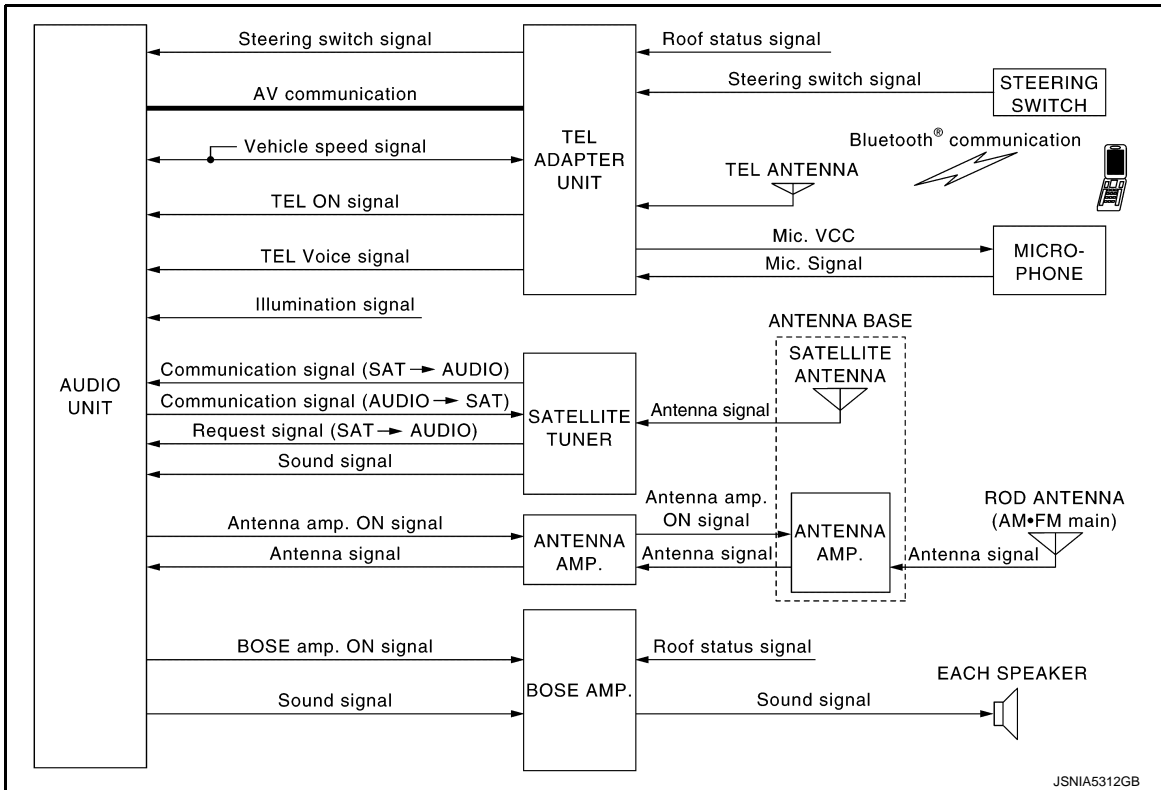 Steering switch signal
AV communication
Vehicle speed signal
TEL ON signal
TEL Voice signal
Illumination signal
AUDIO
UNIT
TEL
ADAPTER
UNIT
Roof status signal
Steering switch signal
STEERING
SWITCH
Bluetooth® communication
TEL ANTENNA
Mic. VCC
Mic. Signal
MICRO-
PHONE
Communication signal (SAT → AUDIO)
Communication signal (AUDIO → SAT)
Request signal (SAT → AUDIO)
Sound signal
SATELLITE
TUNER
Antenna signal
ANTENNA BASE
SATELLITE
ANTENNA
Antenna amp. ON signal
Antenna signal
ANTENNA
AMP.
Antenna amp.
ON signal
Antenna signal
ANTENNA
AMP.
Antenna signal
ROD ANTENNA
(AM•FM main)
BOSE amp. ON signal
Sound signal
BOSE AMP.
Roof status signal
Sound signal
EACH SPEAKER
JSNIA5312GB